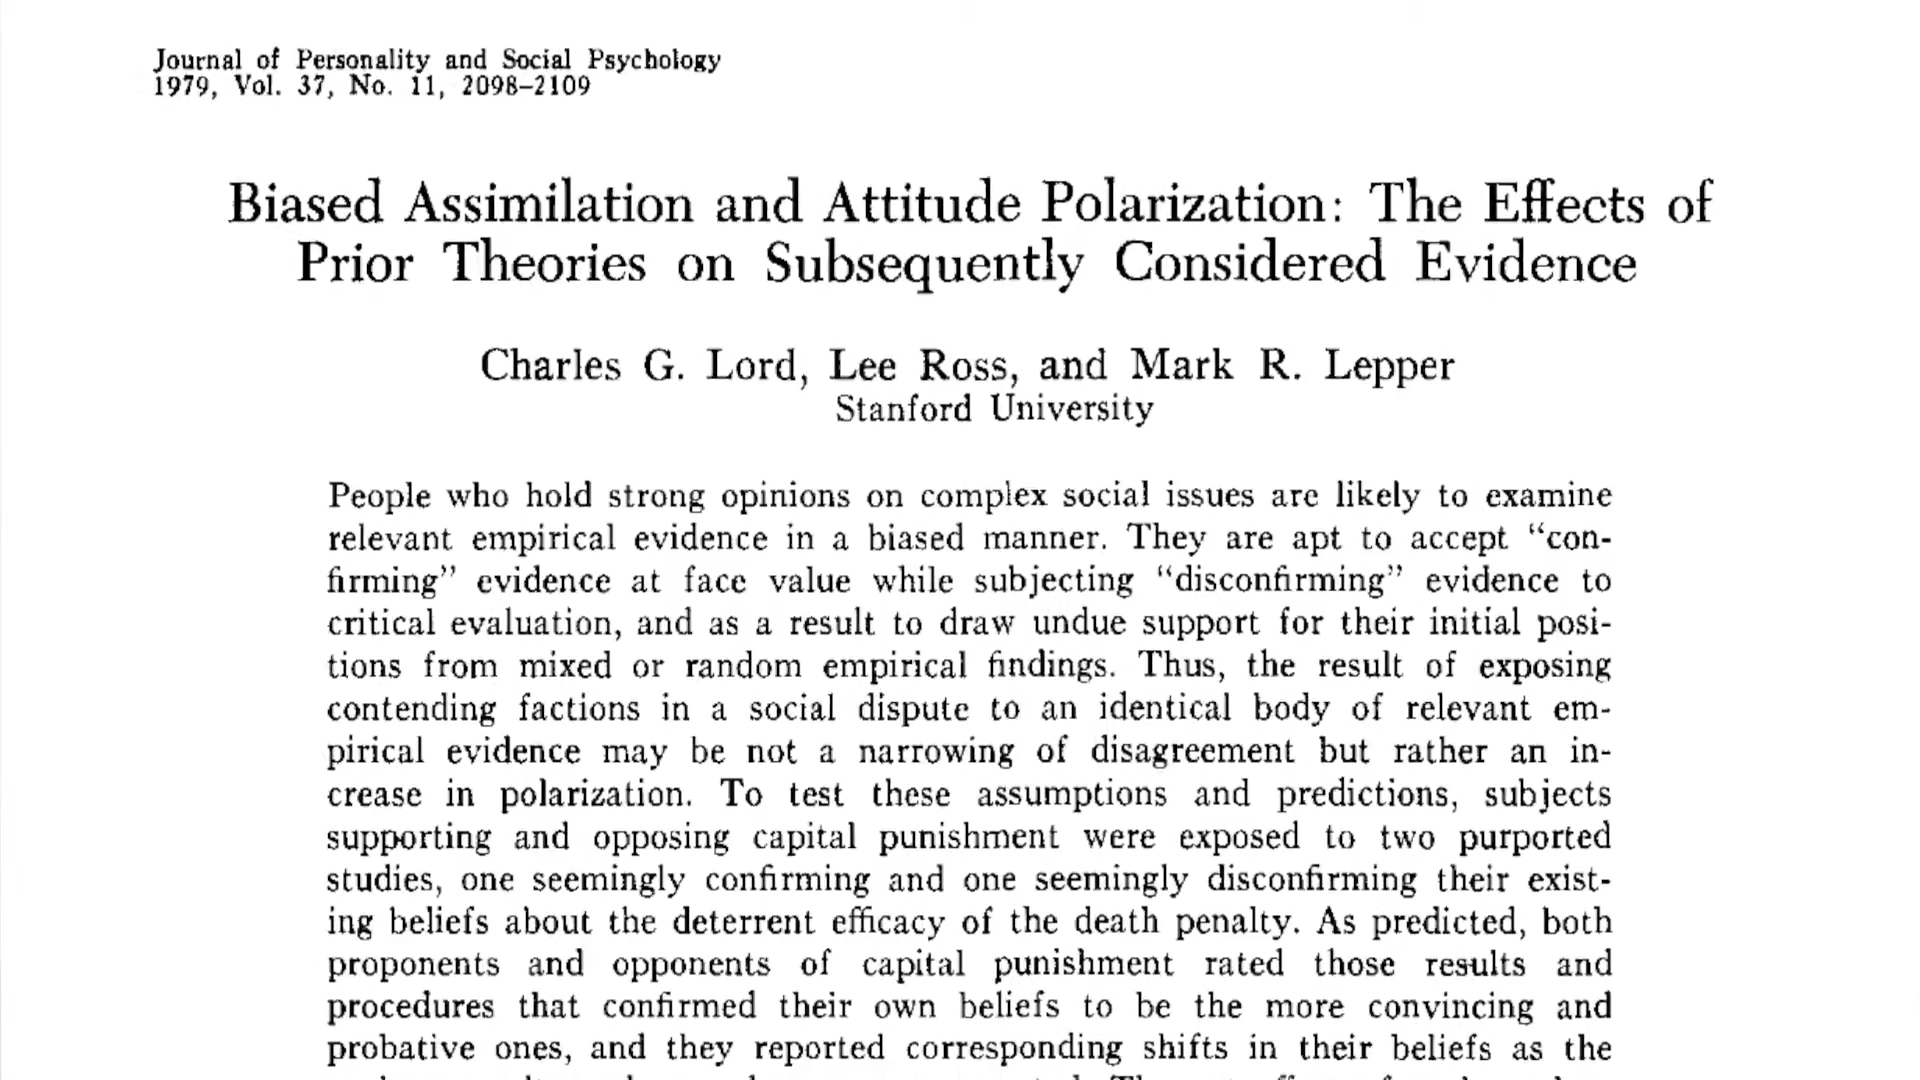 Journal of Personality and Social Psychology
1979, Vol. 37, No. 11, 2098–2109
Biased Assimilation and Attitude Polarization: The Effects of
Prior Theories on Subsequently Considered Evidence
Charles G. Lord, Lee Ross, and Mark R. Lepper
Stanford University
People who hold strong opinions on complex social issues are likely to examine
relevant empirical evidence in a biased manner. They are apt to accept “con-
firming” evidence at face value while subjecting “disconfirming” evidence to
critical evaluation, and as a result to draw undue support for their initial posi-
tions from mixed or random empirical findings. Thus, the result of exposing
contending factions in a social dispute to an identical body of relevant em-
pirical evidence may be not a narrowing of disagreement but rather an in-
crease in polarization. To test these assumptions and predictions, subjects
supporting and opposing capital punishment were exposed to two purported
studies, one seemingly confirming and one seemingly disconfirming their exist-
ing beliefs about the deterrent efficacy of the death penalty. As predicted, both
proponents and opponents of capital punishment rated those results and
procedures that confirmed their own beliefs to be the more convincing and
probative ones, and they reported corresponding shifts in their beliefs as the